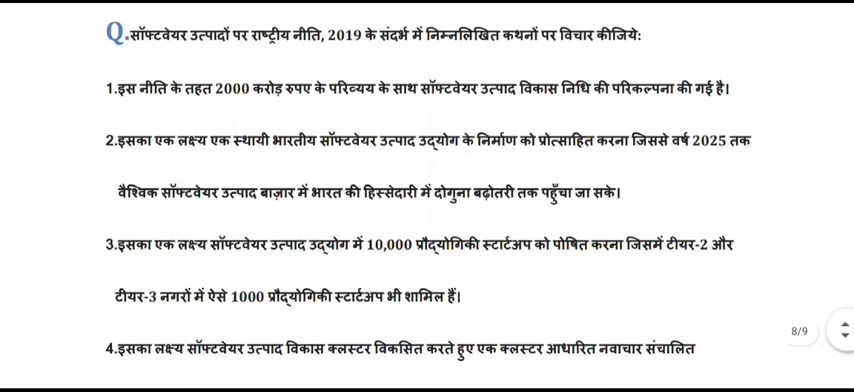 Q.सॉफ्टवेयर उत्पादों पर राष्ट्रीय नीति, 2019 के संदर्भ में निम्नलिखित कथनों पर विचार कीजिये:
1.इस नीति के तहत 2000 करोड़ रुपए के परिव्यय के साथ सॉफ्टवेयर उत्पाद विकास निधि की परिकल्पना की गई है।
2.इसका एक लक्ष्य एक स्थायी भारतीय सॉफ्टवेयर उत्पाद उद्योग के निर्माण को प्रोत्साहित करना जिससे वर्ष 2025 तक
वैश्विक सॉफ्टवेयर उत्पाद बाज़ार में भारत की हिस्सेदारी में दोगुना बढ़ोतरी तक पहुँचा जा सके।
3.इसका एक लक्ष्य सॉफ्टवेयर उत्पाद उद्योग में 10,000 प्रौद्योगिकी स्टार्टअप को पोषित करना जिसमें टीयर-2 और
टीयर-3 नगरों में ऐसे 1000 प्रौद्योगिकी स्टार्टअप भी शामिल हैं।
8/9
4.इसका लक्ष्य सॉफ्टवेयर उत्पाद विकास क्लस्टर विकसित करते हुए एक क्लस्टर आधारित नवाचार संचालित